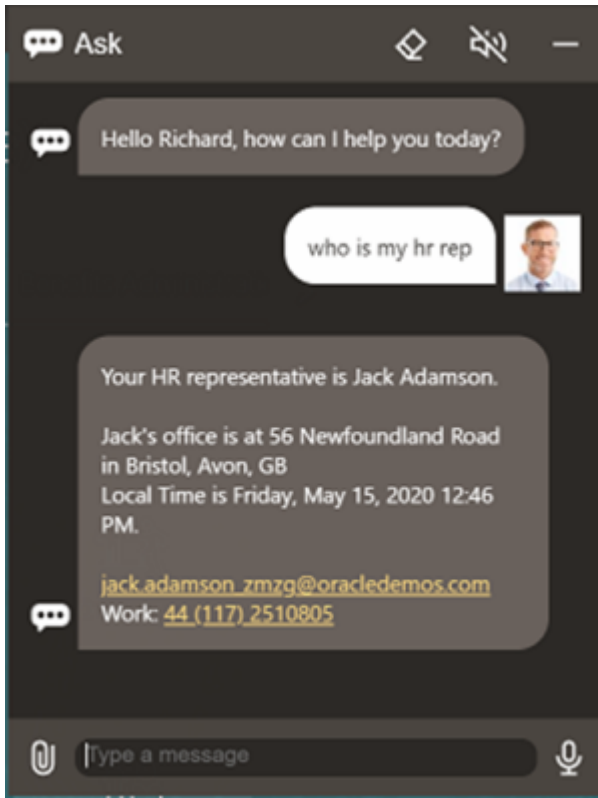 Ask
Hello Richard, how can I help you today?
who is my hr rep
Your HR representative is Jack Adamson.
Jack's office is at 56 Newfoundland Road
in Bristol, Avon, GB
Local Time is Friday, May 15, 2020 12:46
PM.
jack.adamson_zmzg@oracledemos.com
Work: 44 (117) 2510805
Type a message